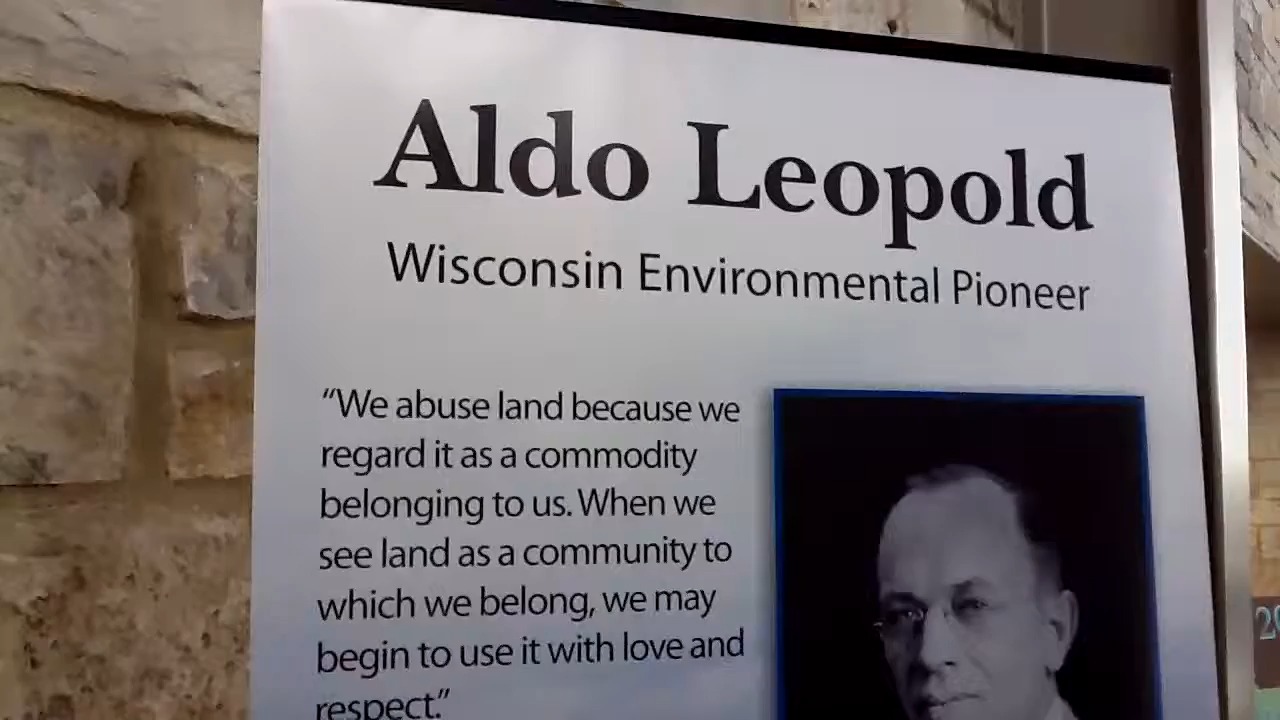 Aldo Leopold
Wisconsin Environmental Pioneer
“We abuse land because we
regard it as a commodity
belonging to us. When we
see land as a community to
which we belong, we may
begin to use it with love and
respect.”